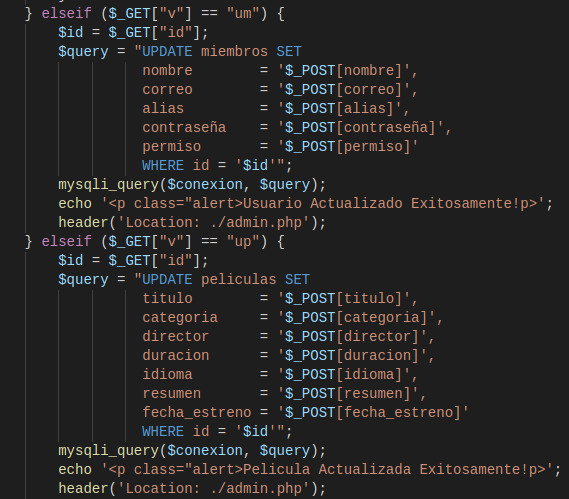 } elseif ($_GET["v"] == "um") {
$id = $_GET["id"];
$query = "UPDATE miembros SET
nombre = '$_POST[nombre]',
correo = '$_POST[correo]',
alias = '$_POST[alias]',
contraseña = '$_POST[contraseña]',
permiso = '$_POST[permiso]'
WHERE id = '$id'";
mysqli_query($conexion, $query);
echo '<p class="alert>Usuario Actualizado Exitosamente!p>';
header('Location: ./admin.php');
} elseif ($_GET["v"] == "up") {
$id = $_GET["id"];
$query = "UPDATE peliculas SET
titulo = '$_POST[titulo]',
categoria = '$_POST[categoria]',
director = '$_POST[director]',
duracion = '$_POST[duracion]',
idioma = '$_POST[idioma]',
resumen = '$_POST[resumen]',
fecha_estreno = '$_POST[fecha_estreno]'
WHERE id = '$id'";
mysqli_query($conexion, $query);
echo '<p class="alert>Pelicula Actualizada Exitosamente!p>';
header('Location: ./admin.php');